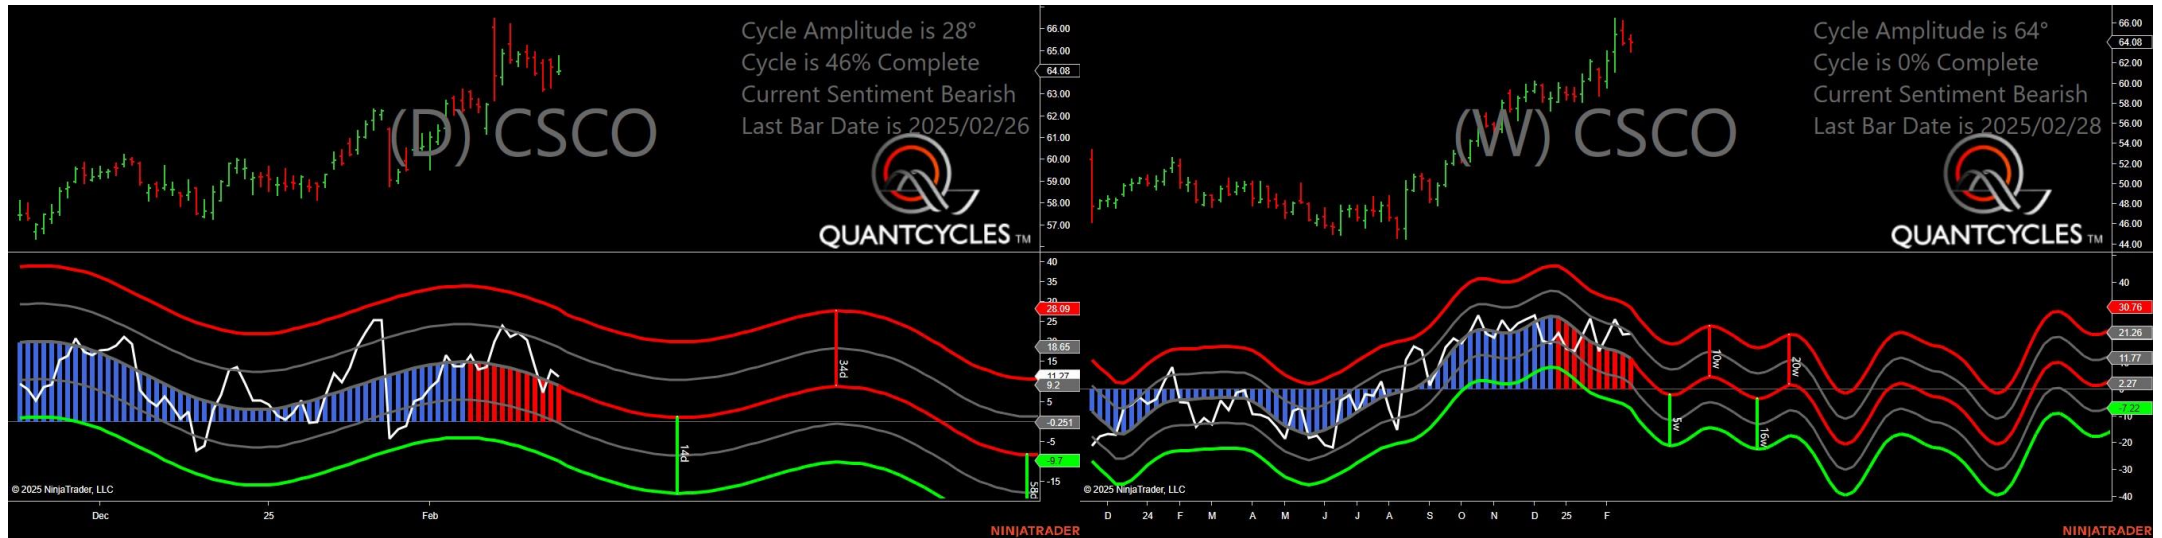 Cycle Amplitude is 28°
Cycle is 46% Complete
Current Sentiment Bearish
Last Bar Date is 2025/02/26
(D) CSCO
QUANTCYCLES TM
66.00
65.00
64.08
63.00
62.00
61.00
60.00
59.00
58.00
57.00
40
35
30
28.09
25
18.65
15
11.27
9.2
5
-0.251
-5
-9.7
-15
14d
34d
58d
© 2025 NinjaTrader, LLC
Dec
25
Feb
NINJATRADER
Cycle Amplitude is 64°
Cycle is 0% Complete
Current Sentiment Bearish
Last Bar Date is 2025/02/28
(W) CSCO
QUANTCYCLES TM
66.00
64.08
62.00
60.00
58.00
56.00
54.00
52.00
50.00
48.00
46.00
44.00
40
30.76
21.26
11.77
2.27
-7.22
-20
-30
-40
5w
10w
16w
20w
© 2025 NinjaTrader, LLC
D
24
F
M
A
M
J
J
A
S
O
N
D
25
F
NINJATRADER